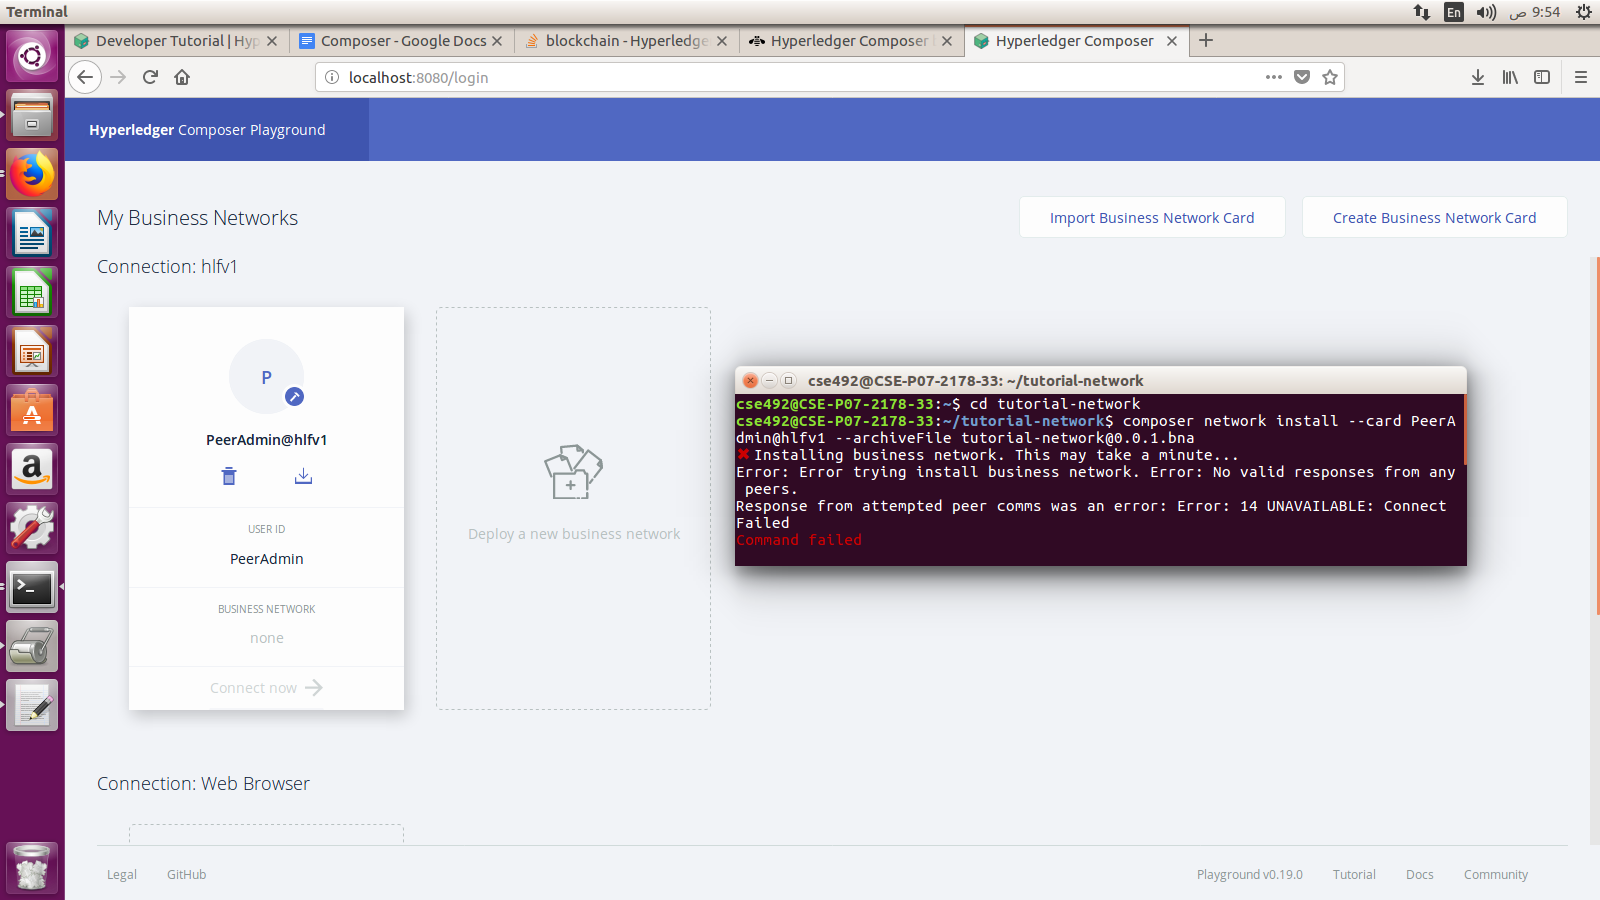 Terminal
En
9:54 ص
Developer Tutorial | Hyp
Composer - Google Docs
blockchain - Hyperledge
Hyperledger Composer
Hyperledger Composer
localhost:8080/login
Hyperledger Composer Playground
My Business Networks
Import Business Network Card
Create Business Network Card
Connection: hlfv1
P
PeerAdmin@hlfv1
USER ID
PeerAdmin
BUSINESS NETWORK
none
Connect now
Deploy a new business network
cse492@CSE-P07-2178-33: ~/tutorial-network
cse492@CSE-P07-2178-33:~$ cd tutorial-network
cse492@CSE-P07-2178-33:~/tutorial-network$ composer network install --card PeerA
dmin@hlfv1 --archiveFile tutorial-network@0.0.1.bna
✖ Installing business network. This may take a minute...
Error: Error trying install business network. Error: No valid responses from any
peers.
Response from attempted peer comms was an error: Error: 14 UNAVAILABLE: Connect
Failed
Command failed
Connection: Web Browser
Legal
GitHub
Playground v0.19.0
Tutorial
Docs
Community